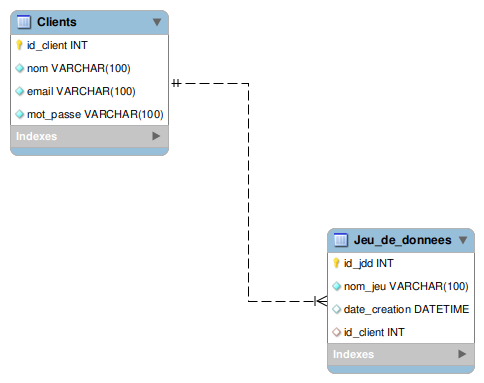 Clients
id_client INT
nom VARCHAR(100)
email VARCHAR(100)
mot_passe VARCHAR(100)
Indexes
Jeu_de_donnees
id_jdd INT
nom_jeu VARCHAR(100)
date_creation DATETIME
id_client INT
Indexes